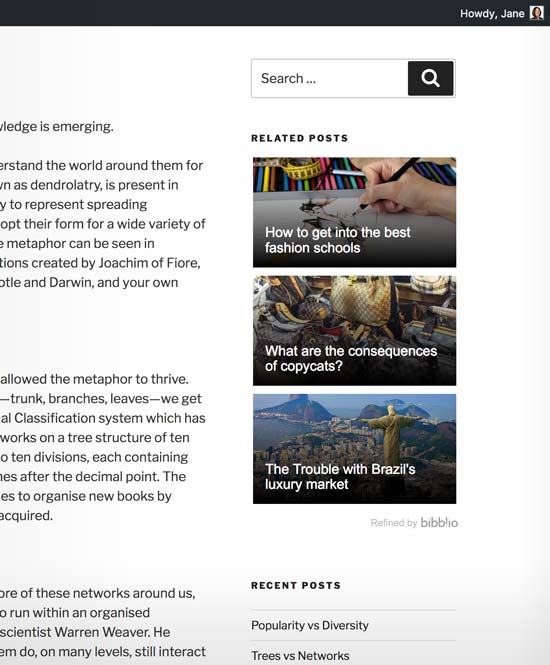 Howdy, Jane
Search …
wledge is emerging.
erstand the world around them for
wn as dendrolatry, is present in
y to represent spreading
opt their form for a wide variety of
e metaphor can be seen in
tions created by Joachim of Fiore,
otle and Darwin, and your own
allowed the metaphor to thrive.
—trunk, branches, leaves—we get
al Classification system which has
works on a tree structure of ten
o ten divisions, each containing
nes after the decimal point. The
es to organise new books by
acquired.
ore of these networks around us,
o run within an organised
scientist Warren Weaver. He
em do, on many levels, still interact
RELATED POSTS
How to get into the best
fashion schools
What are the consequences
of copycats?
The Trouble with Brazil's
luxury market
Refined by bibblio
RECENT POSTS
Popularity vs Diversity
Trees vs Networks